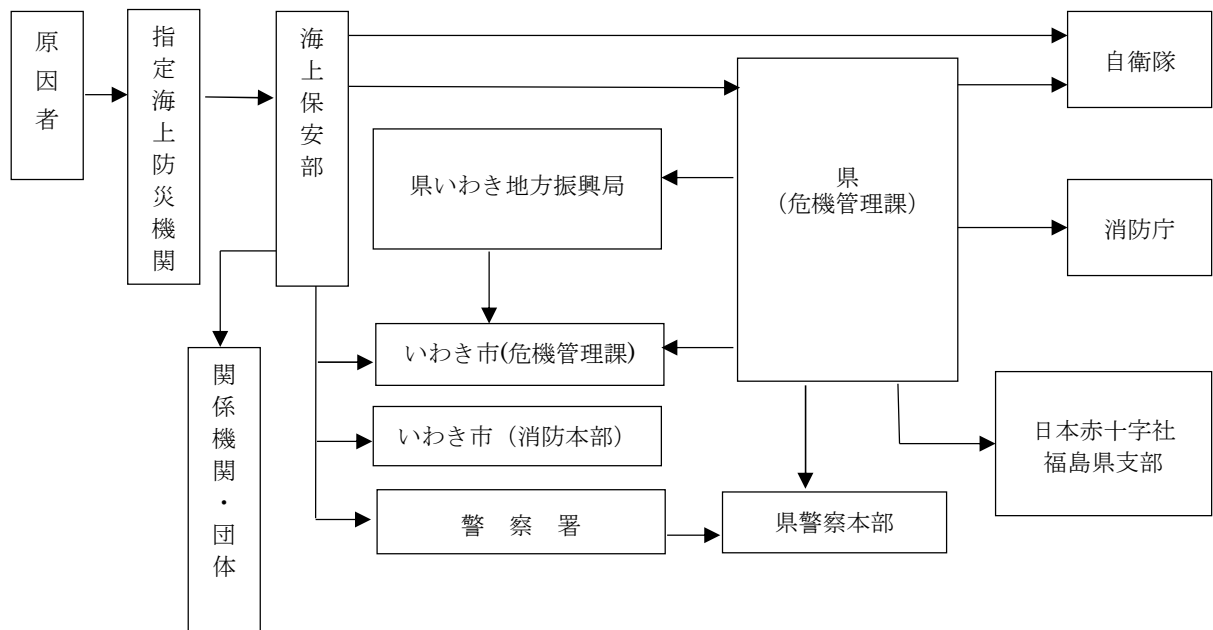 原因者
指定海上防災機関
海上保安部
自衛隊
県いわき地方振興局
県
（危機管理課）
消防庁
いわき市(危機管理課)
関係機関・団体
いわき市（消防本部）
日本赤十字社
福島県支部
警　察　署
県警察本部